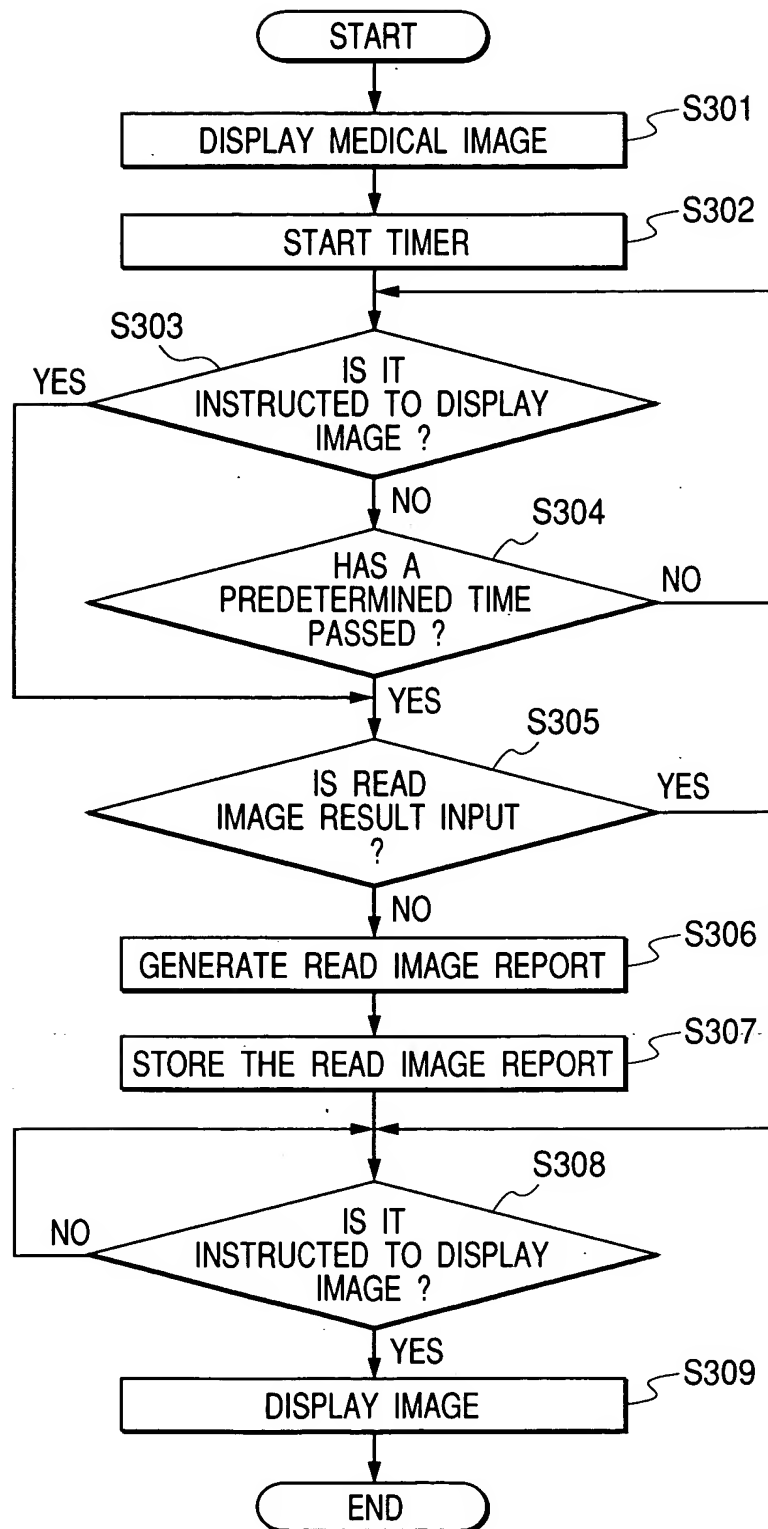 START
S301
DISPLAY MEDICAL IMAGE
S302
START TIMER
S303
YES
IS IT
INSTRUCTED TO DISPLAY
IMAGE ?
NO
S304
HAS A
PREDETERMINED TIME
PASSED ?
NO
YES
S305
IS READ
IMAGE RESULT INPUT
?
YES
NO
S306
GENERATE READ IMAGE REPORT
S307
STORE THE READ IMAGE REPORT
S308
NO
IS IT
INSTRUCTED TO DISPLAY
IMAGE ?
YES
S309
DISPLAY IMAGE
END